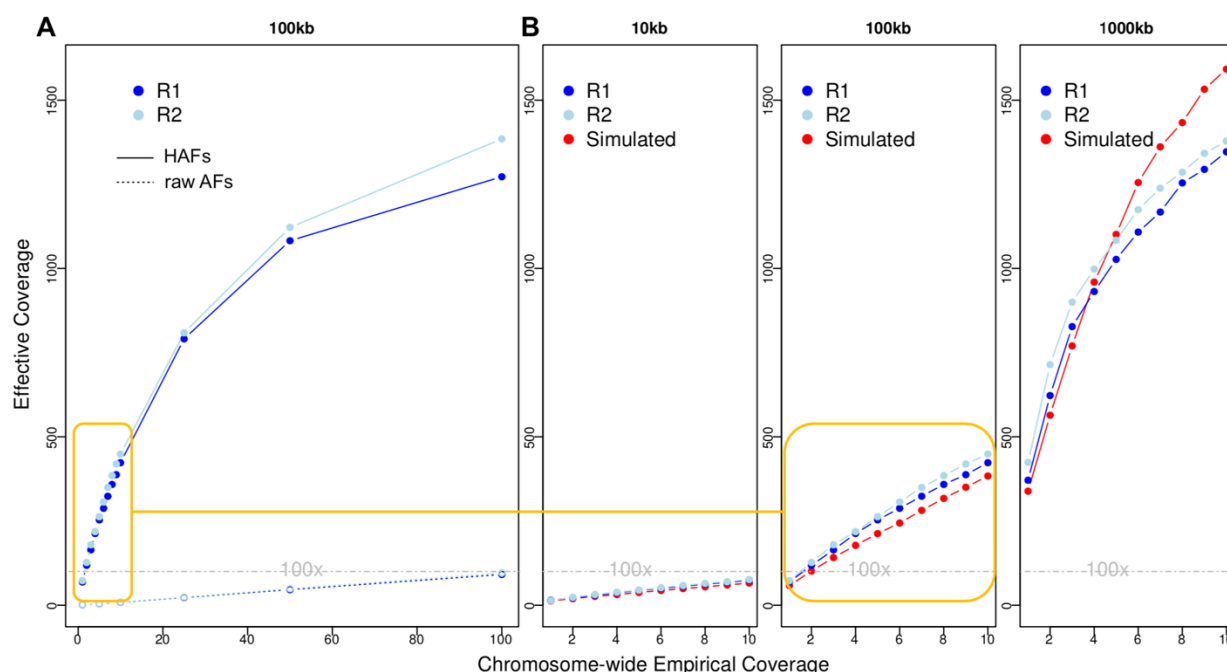 A
100kb
R1
R2
HAFs
raw AFs
100x
1500
1000
500
0
0
20
40
60
80
100
Effective Coverage
B
10kb
R1
R2
Simulated
100x
1500
1000
500
0
2
4
6
8
10
100kb
R1
R2
Simulated
100x
1500
1000
500
0
2
4
6
8
10
1000kb
R1
R2
Simulated
100x
1500
1000
500
0
2
4
6
8
Chromosome-wide Empirical Coverage